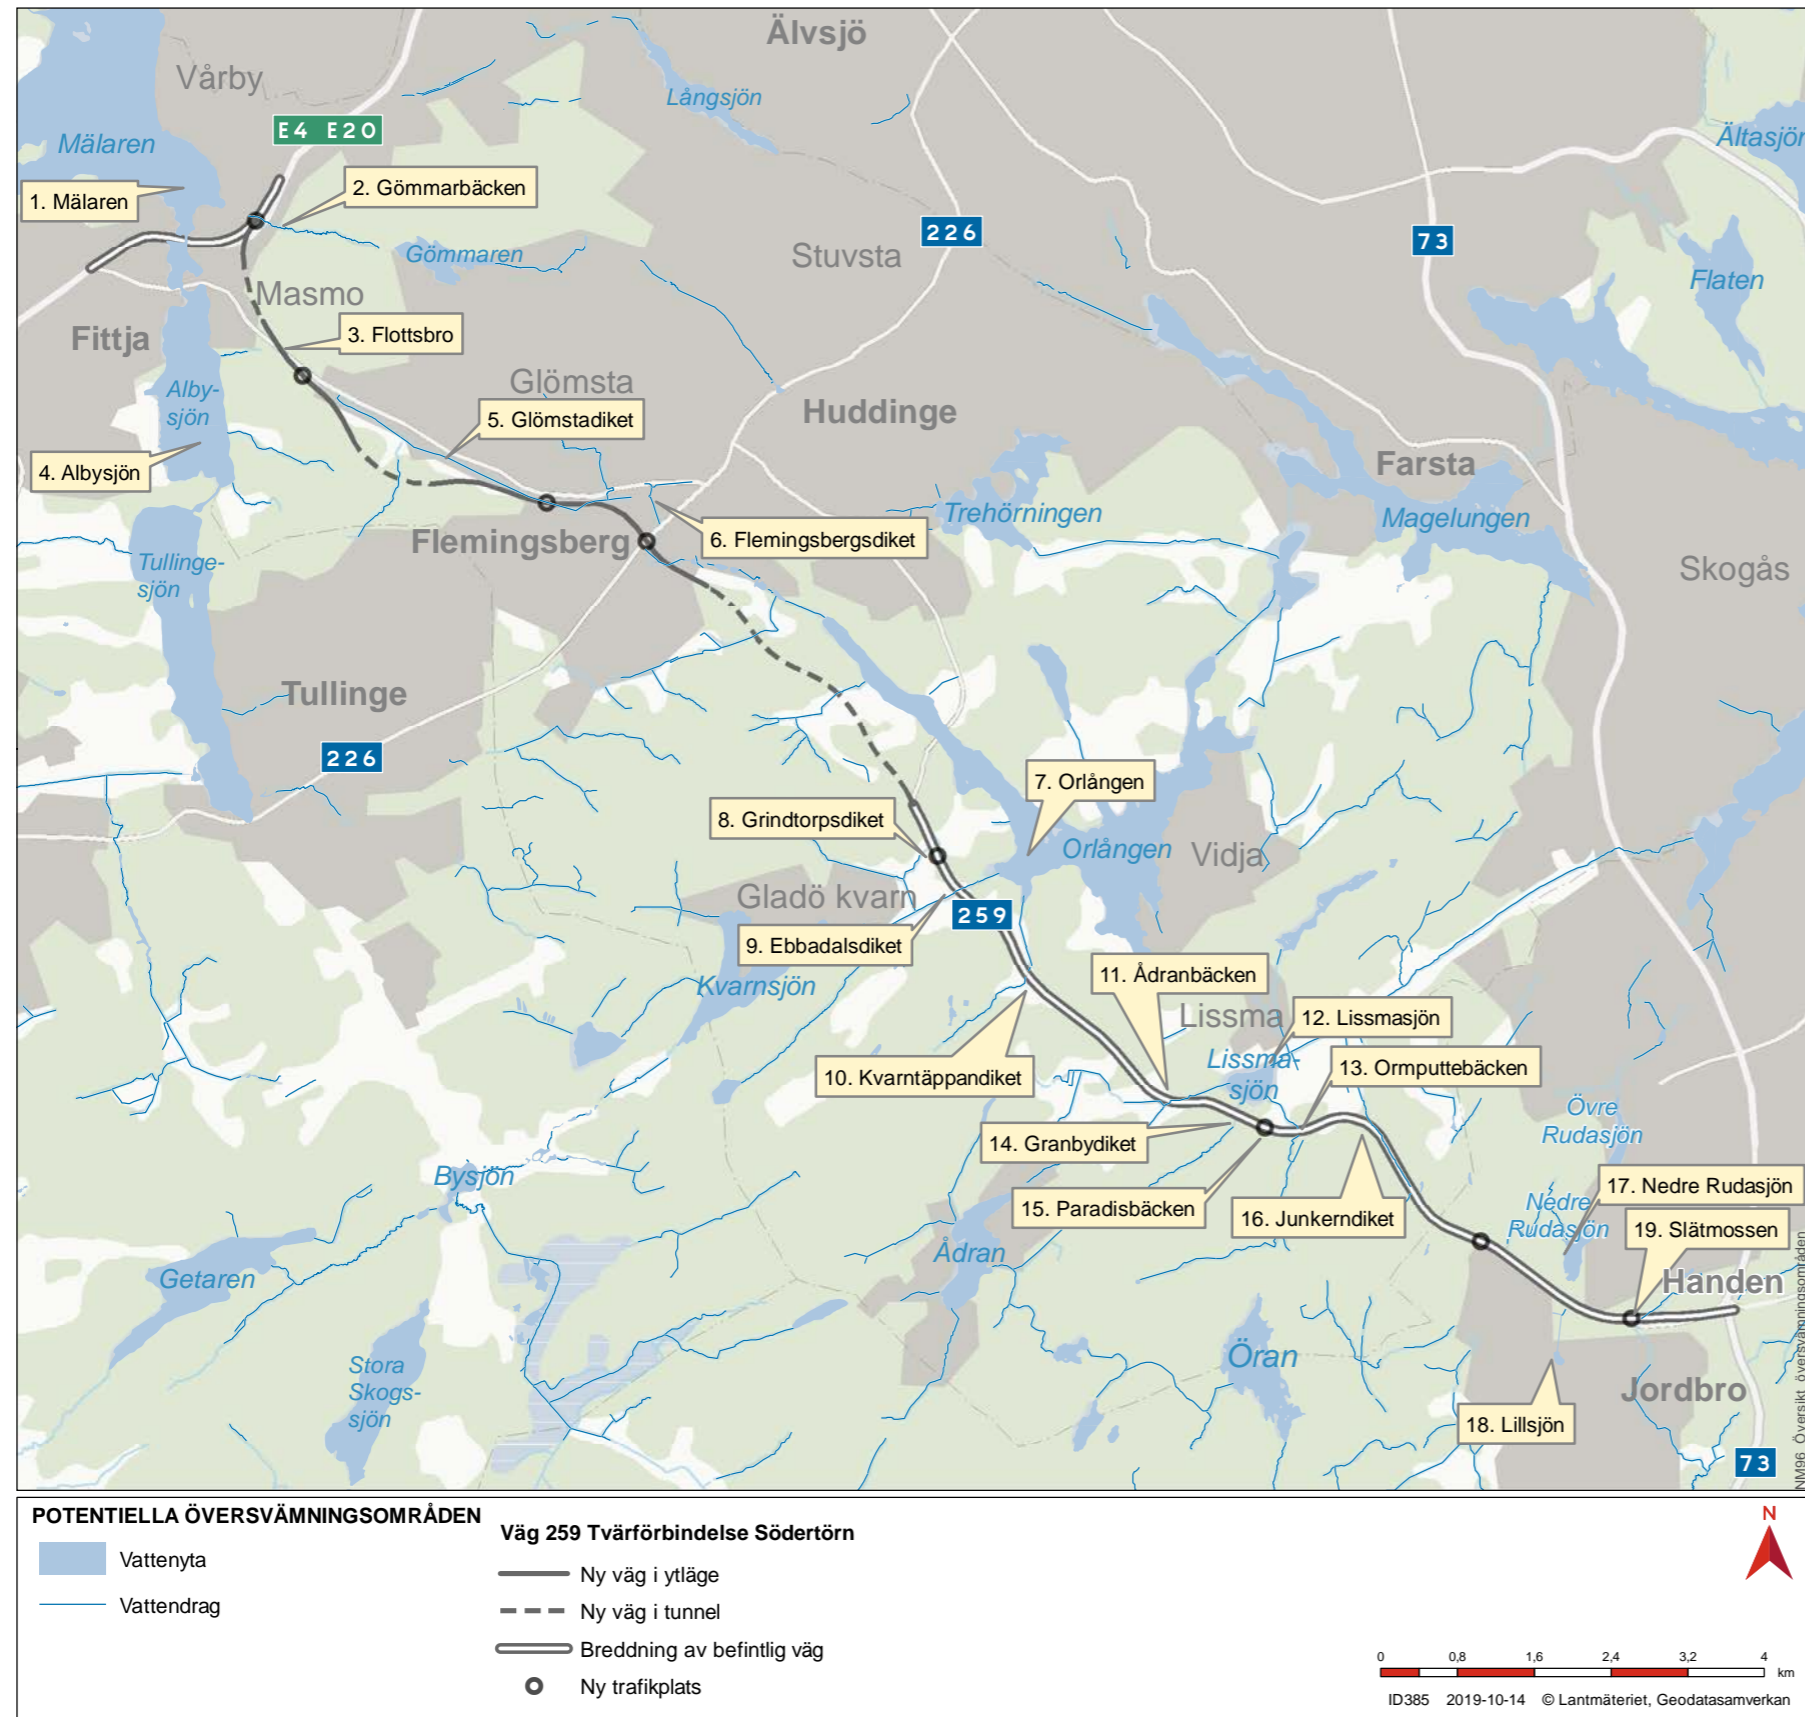 Älvsjö
Vårby
Långsjön
E4 E20
Mälaren
Ältasjön
1. Mälaren
2. Gömmarbäcken
226
73
Stuvsta
Gömmaren
Flaten
Masmo
Fittja
3. Flottsbro
Glömsta
Alby-
sjön
5. Glömstadiket
Huddinge
Farsta
4. Albysjön
Trehörningen
Magelungen
Flemingsberg
6. Flemingsbergsdiket
Skogås
Tullinge-
sjön
Tullinge
226
7. Orlången
8. Grindtorpsdiket
Orlången
Vidja
Gladö kvarn
259
9. Ebbadalsdiket
Kvarnsjön
11. Ådranbäcken
Lissma
12. Lissmasjön
Lissma-
sjön
13. Ormputtebäcken
10. Kvarntäppandiket
Övre
Rudasjön
14. Granbydiket
Bysjön
15. Paradisbäcken
16. Junkerndiket
17. Nedre Rudasjön
Nedre
Rudasjön
19. Slätmossen
Ådran
Getaren
Handen
Öran
Stora
Skogs-
sjön
Jordbro
18. Lillsjön
73
NM96 Översikt översvämningsområden
POTENTIELLA ÖVERSVÄMNINGSOMRÅDEN
Vattenyta
Vattendrag
Väg 259 Tvärförbindelse Södertörn
Ny väg i ytläge
Ny väg i tunnel
Breddning av befintlig väg
Ny trafikplats
N
0 0,8 1,6 2,4 3,2 4
km
ID385 2019-10-14 © Lantmäteriet, Geodatasamverkan